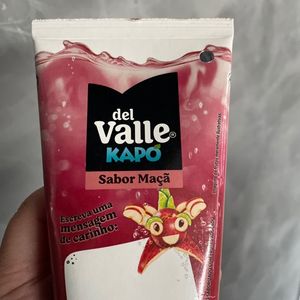 del
Valle®
KAPO
Sabor Maçã
Escreva uma
mensagem
de carinho: